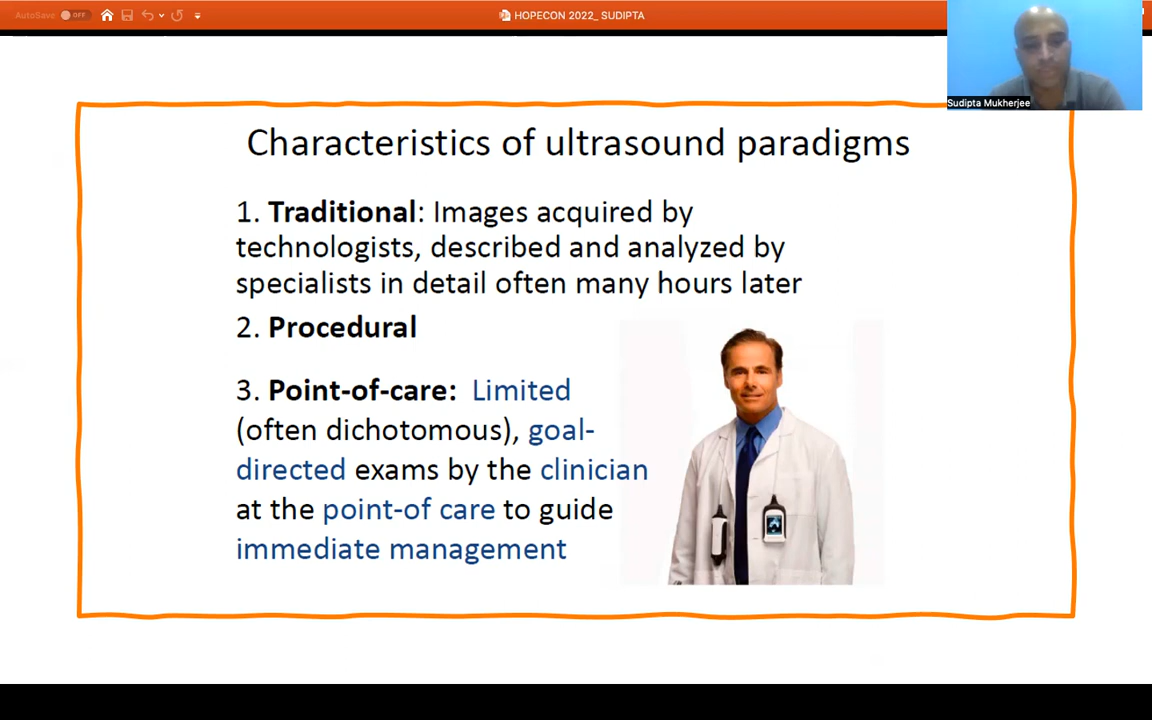 AutoSave OFF
HOPECON 2022_ SUDIPTA
Sudipta Mukherjee
Characteristics of ultrasound paradigms
1. Traditional: Images acquired by
technologists, described and analyzed by
specialists in detail often many hours later
2. Procedural
3. Point-of-care: Limited
(often dichotomous), goal-
directed exams by the clinician
at the point-of care to guide
immediate management